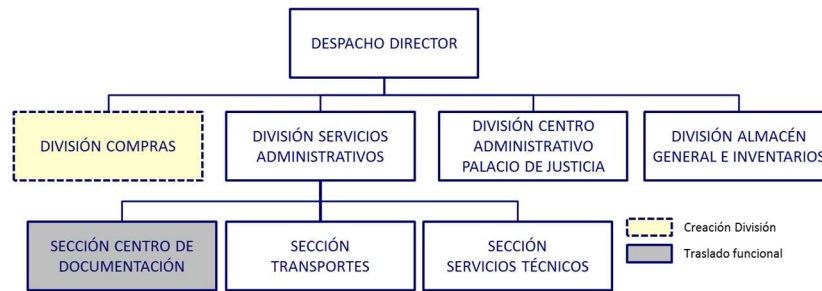 DESPACHO DIRECTOR
DIVISIÓN COMPRAS
DIVISIÓN SERVICIOS
ADMINISTRATIVOS
DIVISIÓN CENTRO
ADMINISTRATIVO
PALACIO DE JUSTICIA
DIVISIÓN ALMACÉN
GENERAL E INVENTARIOS
SECCIÓN CENTRO DE
DOCUMENTACIÓN
SECCIÓN
TRANSPORTES
SECCIÓN
SERVICIOS TÉCNICOS
Creación División
Traslado funcional